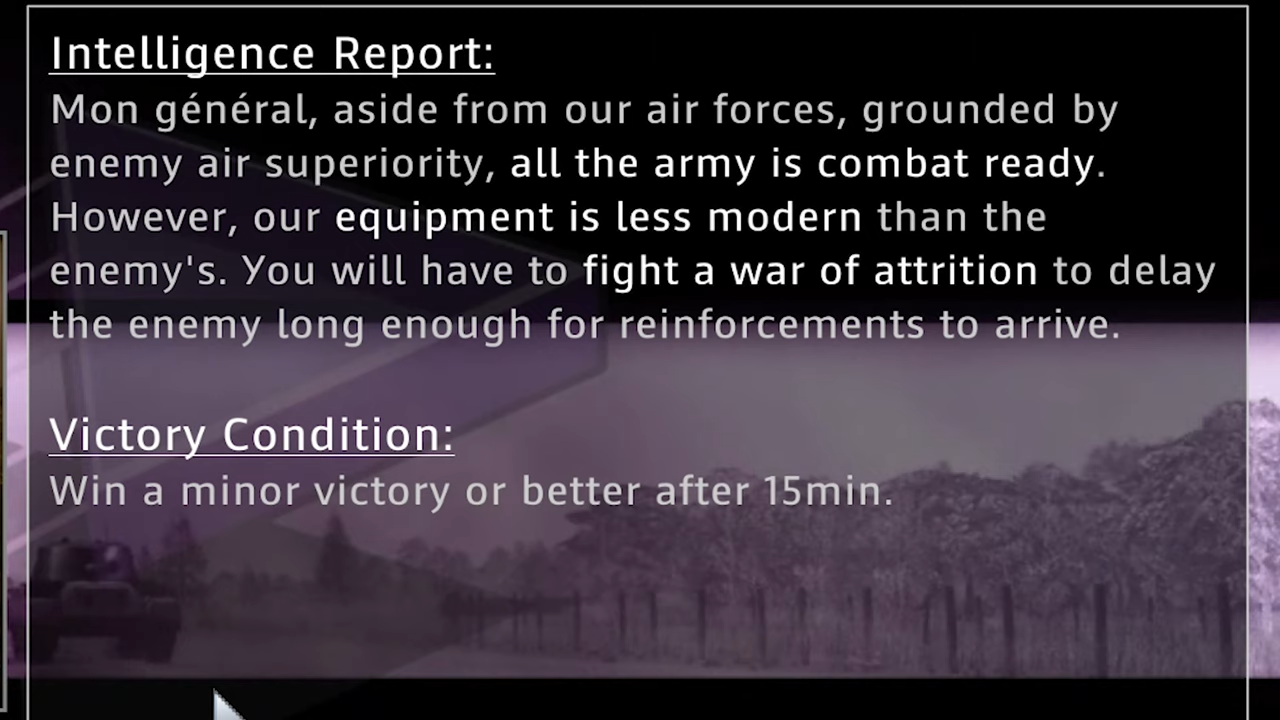 Intelligence Report:
Mon général, aside from our air forces, grounded by
enemy air superiority, all the army is combat ready.
However, our equipment is less modern than the
enemy's. You will have to fight a war of attrition to delay
the enemy long enough for reinforcements to arrive.
Victory Condition:
Win a minor victory or better after 15min.